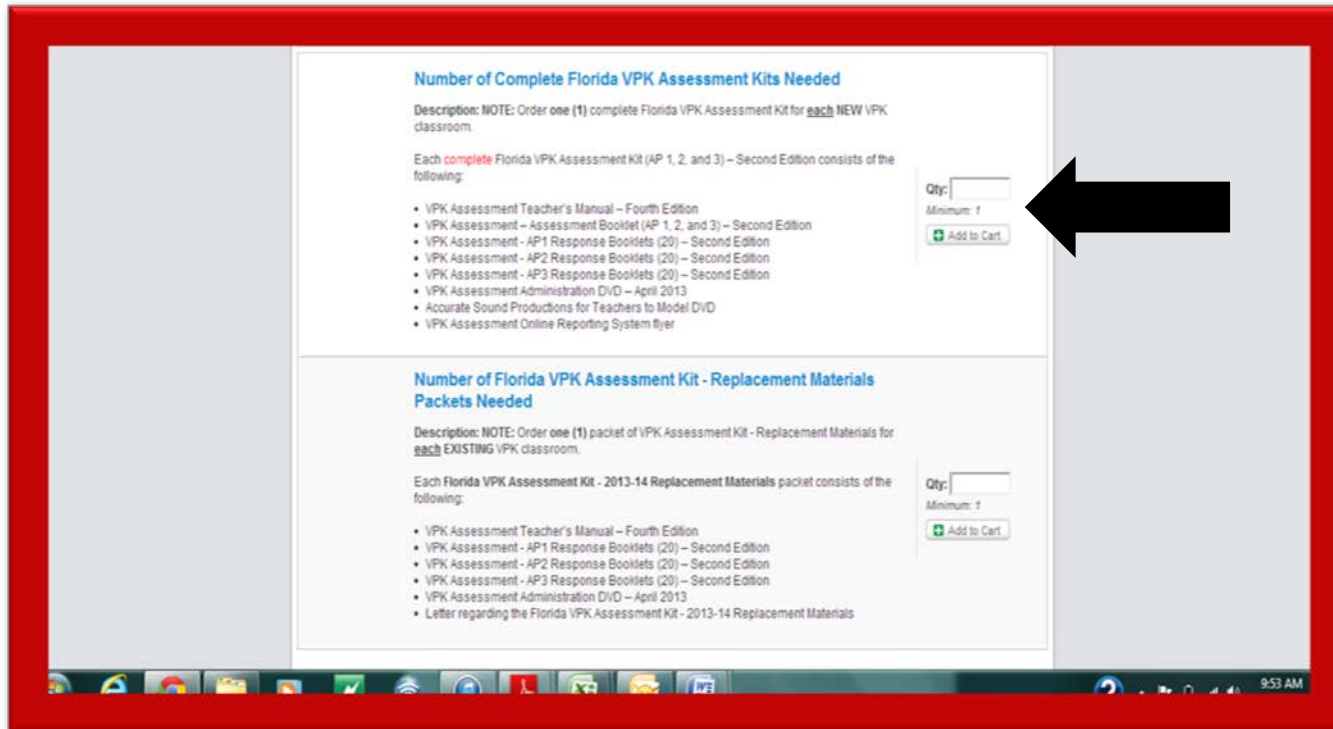 Number of Complete Florida VPK Assessment Kits Needed
Description: NOTE: Order one (1) complete Florida VPK Assessment Kit for each NEW VPK
classroom.
Each complete Florida VPK Assessment Kit (AP 1, 2, and 3) – Second Edition consists of the
following:
• VPK Assessment Teacher's Manual – Fourth Edition
• VPK Assessment – Assessment Booklet (AP 1, 2, and 3) – Second Edition
• VPK Assessment - AP1 Response Booklets (20) – Second Edition
• VPK Assessment - AP2 Response Booklets (20) – Second Edition
• VPK Assessment - AP3 Response Booklets (20) – Second Edition
• VPK Assessment Administration DVD – April 2013
• Accurate Sound Productions for Teachers to Model DVD
• VPK Assessment Online Reporting System flyer
Qty:
Minimum: 1
Add to Cart
Number of Florida VPK Assessment Kit - Replacement Materials
Packets Needed
Description: NOTE: Order one (1) packet of VPK Assessment Kit - Replacement Materials for
each EXISTING VPK classroom.
Each Florida VPK Assessment Kit - 2013-14 Replacement Materials packet consists of the
following:
• VPK Assessment Teacher's Manual – Fourth Edition
• VPK Assessment - AP1 Response Booklets (20) – Second Edition
• VPK Assessment - AP2 Response Booklets (20) – Second Edition
• VPK Assessment - AP3 Response Booklets (20) – Second Edition
• VPK Assessment Administration DVD – April 2013
• Letter regarding the Florida VPK Assessment Kit - 2013-14 Replacement Materials
Qty:
Minimum: 1
Add to Cart
9:53 AM